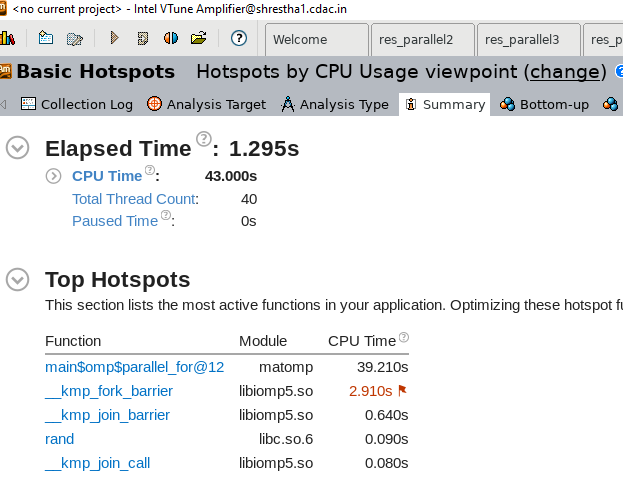 <no current project> - Intel VTune Amplifier@shrestha1.cdac.in
Welcome res_parallel2 res_parallel3 res_p
Am Basic Hotspots Hotspots by CPU Usage viewpoint (change) ?
Collection Log Analysis Target Analysis Type Summary Bottom-up
Elapsed Time ?: 1.295s
CPU Time ?: 43.000s
Total Thread Count: 40
Paused Time ?: 0s
Top Hotspots
This section lists the most active functions in your application. Optimizing these hotspot fu
Function Module CPU Time ?
main$omp$parallel_for@12 matomp 39.210s
__kmp_fork_barrier libiomp5.so 2.910s
__kmp_join_barrier libiomp5.so 0.640s
rand libc.so.6 0.090s
__kmp_join_call libiomp5.so 0.080s